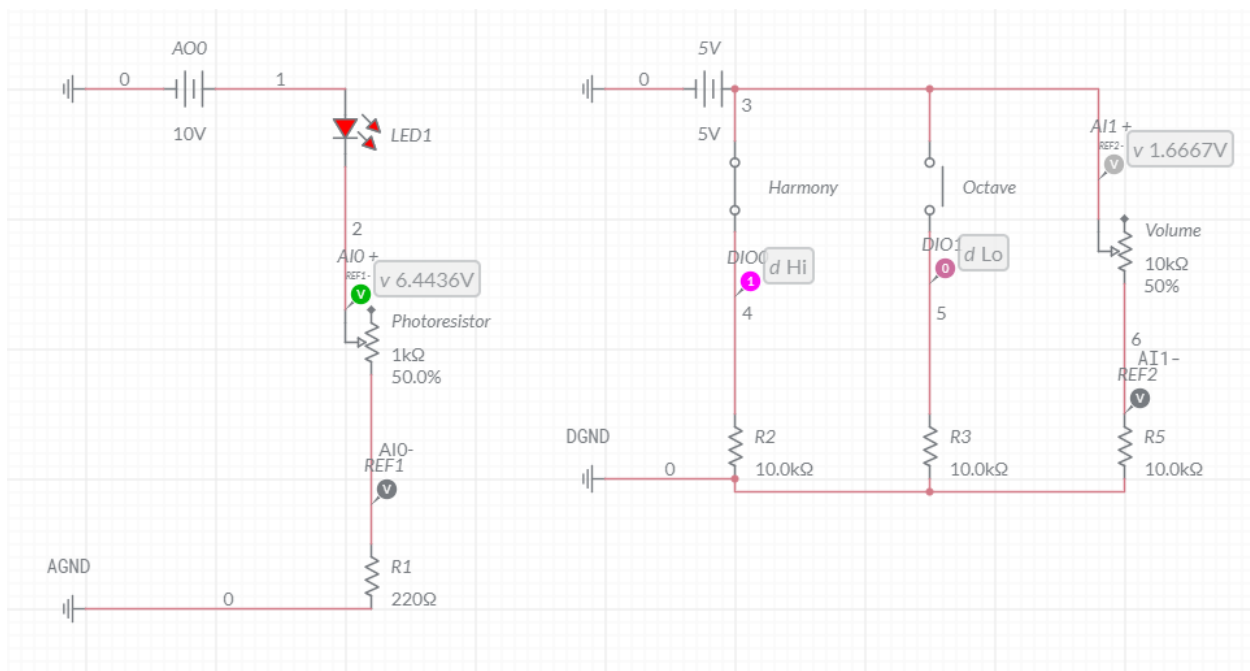 AO0
0
1
10V
LED1
2
AI0 +
REF1-
v 6.4436V
V
Photoresistor
1kΩ
50.0%
AI0-
REF1
V
AGND
R1
0
220Ω
5V
0
3
5V
Harmony
Octave
AI1 +
REF2-
v 1.6667V
V
Volume
10kΩ
50%
DIO0
d Hi
1
4
DIO1
d Lo
0
5
6
AI1-
REF2
V
DGND
0
R2
10.0kΩ
R3
10.0kΩ
R5
10.0kΩ